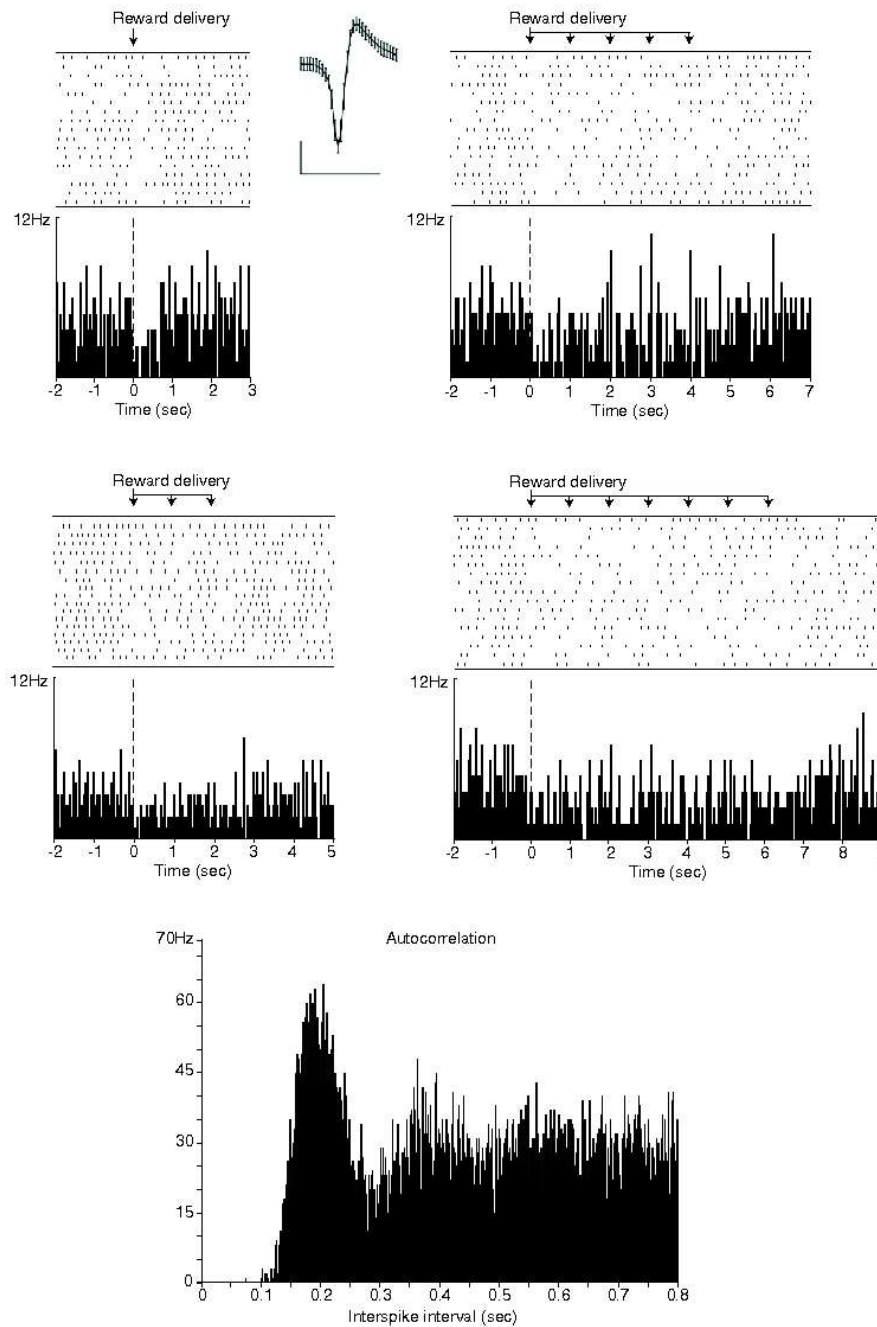 Reward delivery
Reward delivery
12Hz
12Hz
-2 -1 0 1 2 3
-2 -1 0 1 2 3 4 5 6 7
Time (sec)
Time (sec)
Reward delivery
Reward delivery
12Hz
12Hz
-2 -1 0 1 2 3 4 5
-2 -1 0 1 2 3 4 5 6 7 8
Time (sec)
Time (sec)
70Hz
Autocorrelation
60
45
30
15
0
0 0.1 0.2 0.3 0.4 0.5 0.6 0.7 0.8
Interspike interval (sec)